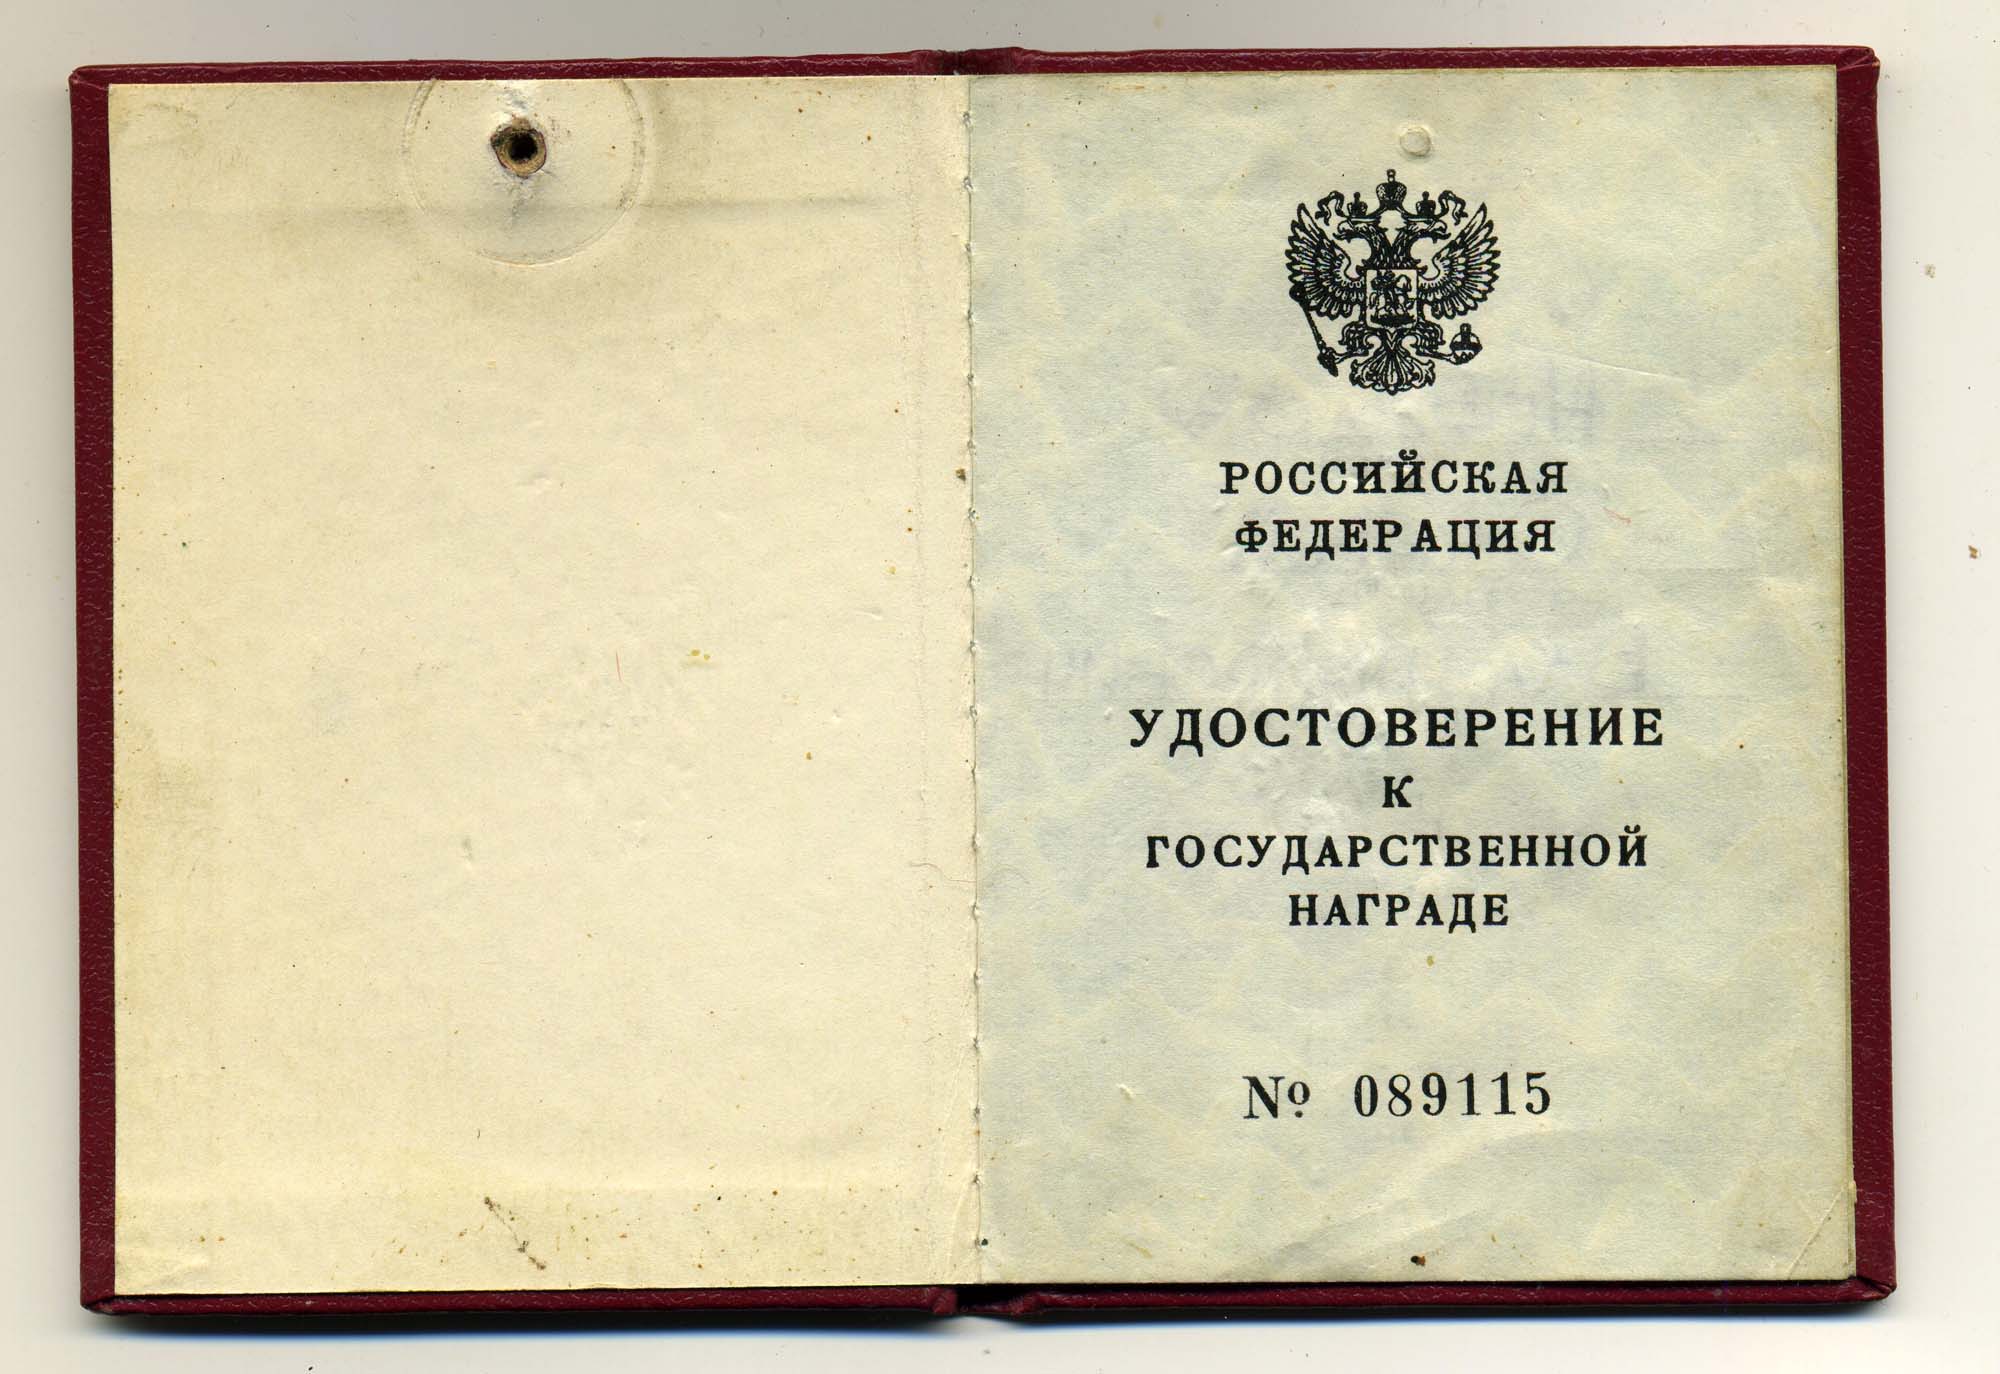 РОССИЙСКАЯ
ФЕДЕРАЦИЯ
УДОСТОВЕРЕНИЕ
К
ГОСУДАРСТВЕННОЙ
НАГРАДЕ
№ 089115